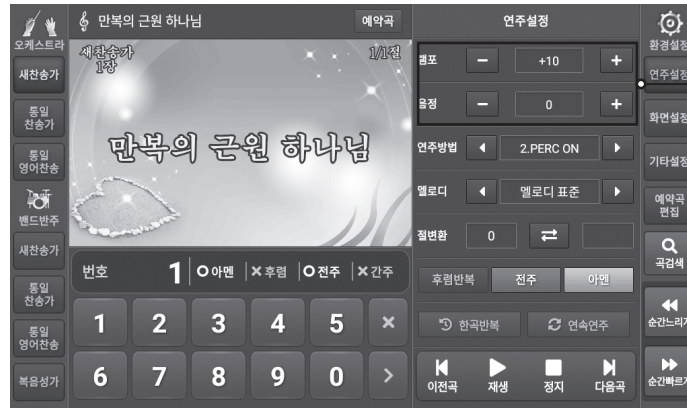 오케스트라
새찬송가
통일
찬송가
통일
영어찬송
밴드반주
새찬송가
통일
찬송가
통일
영어찬송
복음성가
만복의 근원 하나님
예약곡
새찬송가
1장
1/1절
만복의 근원 하나님
번호 1 아멘 후렴 전주 간주
1 2 3 4 5 ×
6 7 8 9 0 >
연주설정
템포 - +10 +
음정 - 0 +
연주방법 2.PERC ON
멜로디 멜로디 표준
절변환 0
후렴반복 전주 아멘
한곡반복 연속연주
이전곡 재생 정지 다음곡
환경설정
연주설정
화면설정
기타설정
예약곡
편집
곡검색
순간느리게
순간빠르게